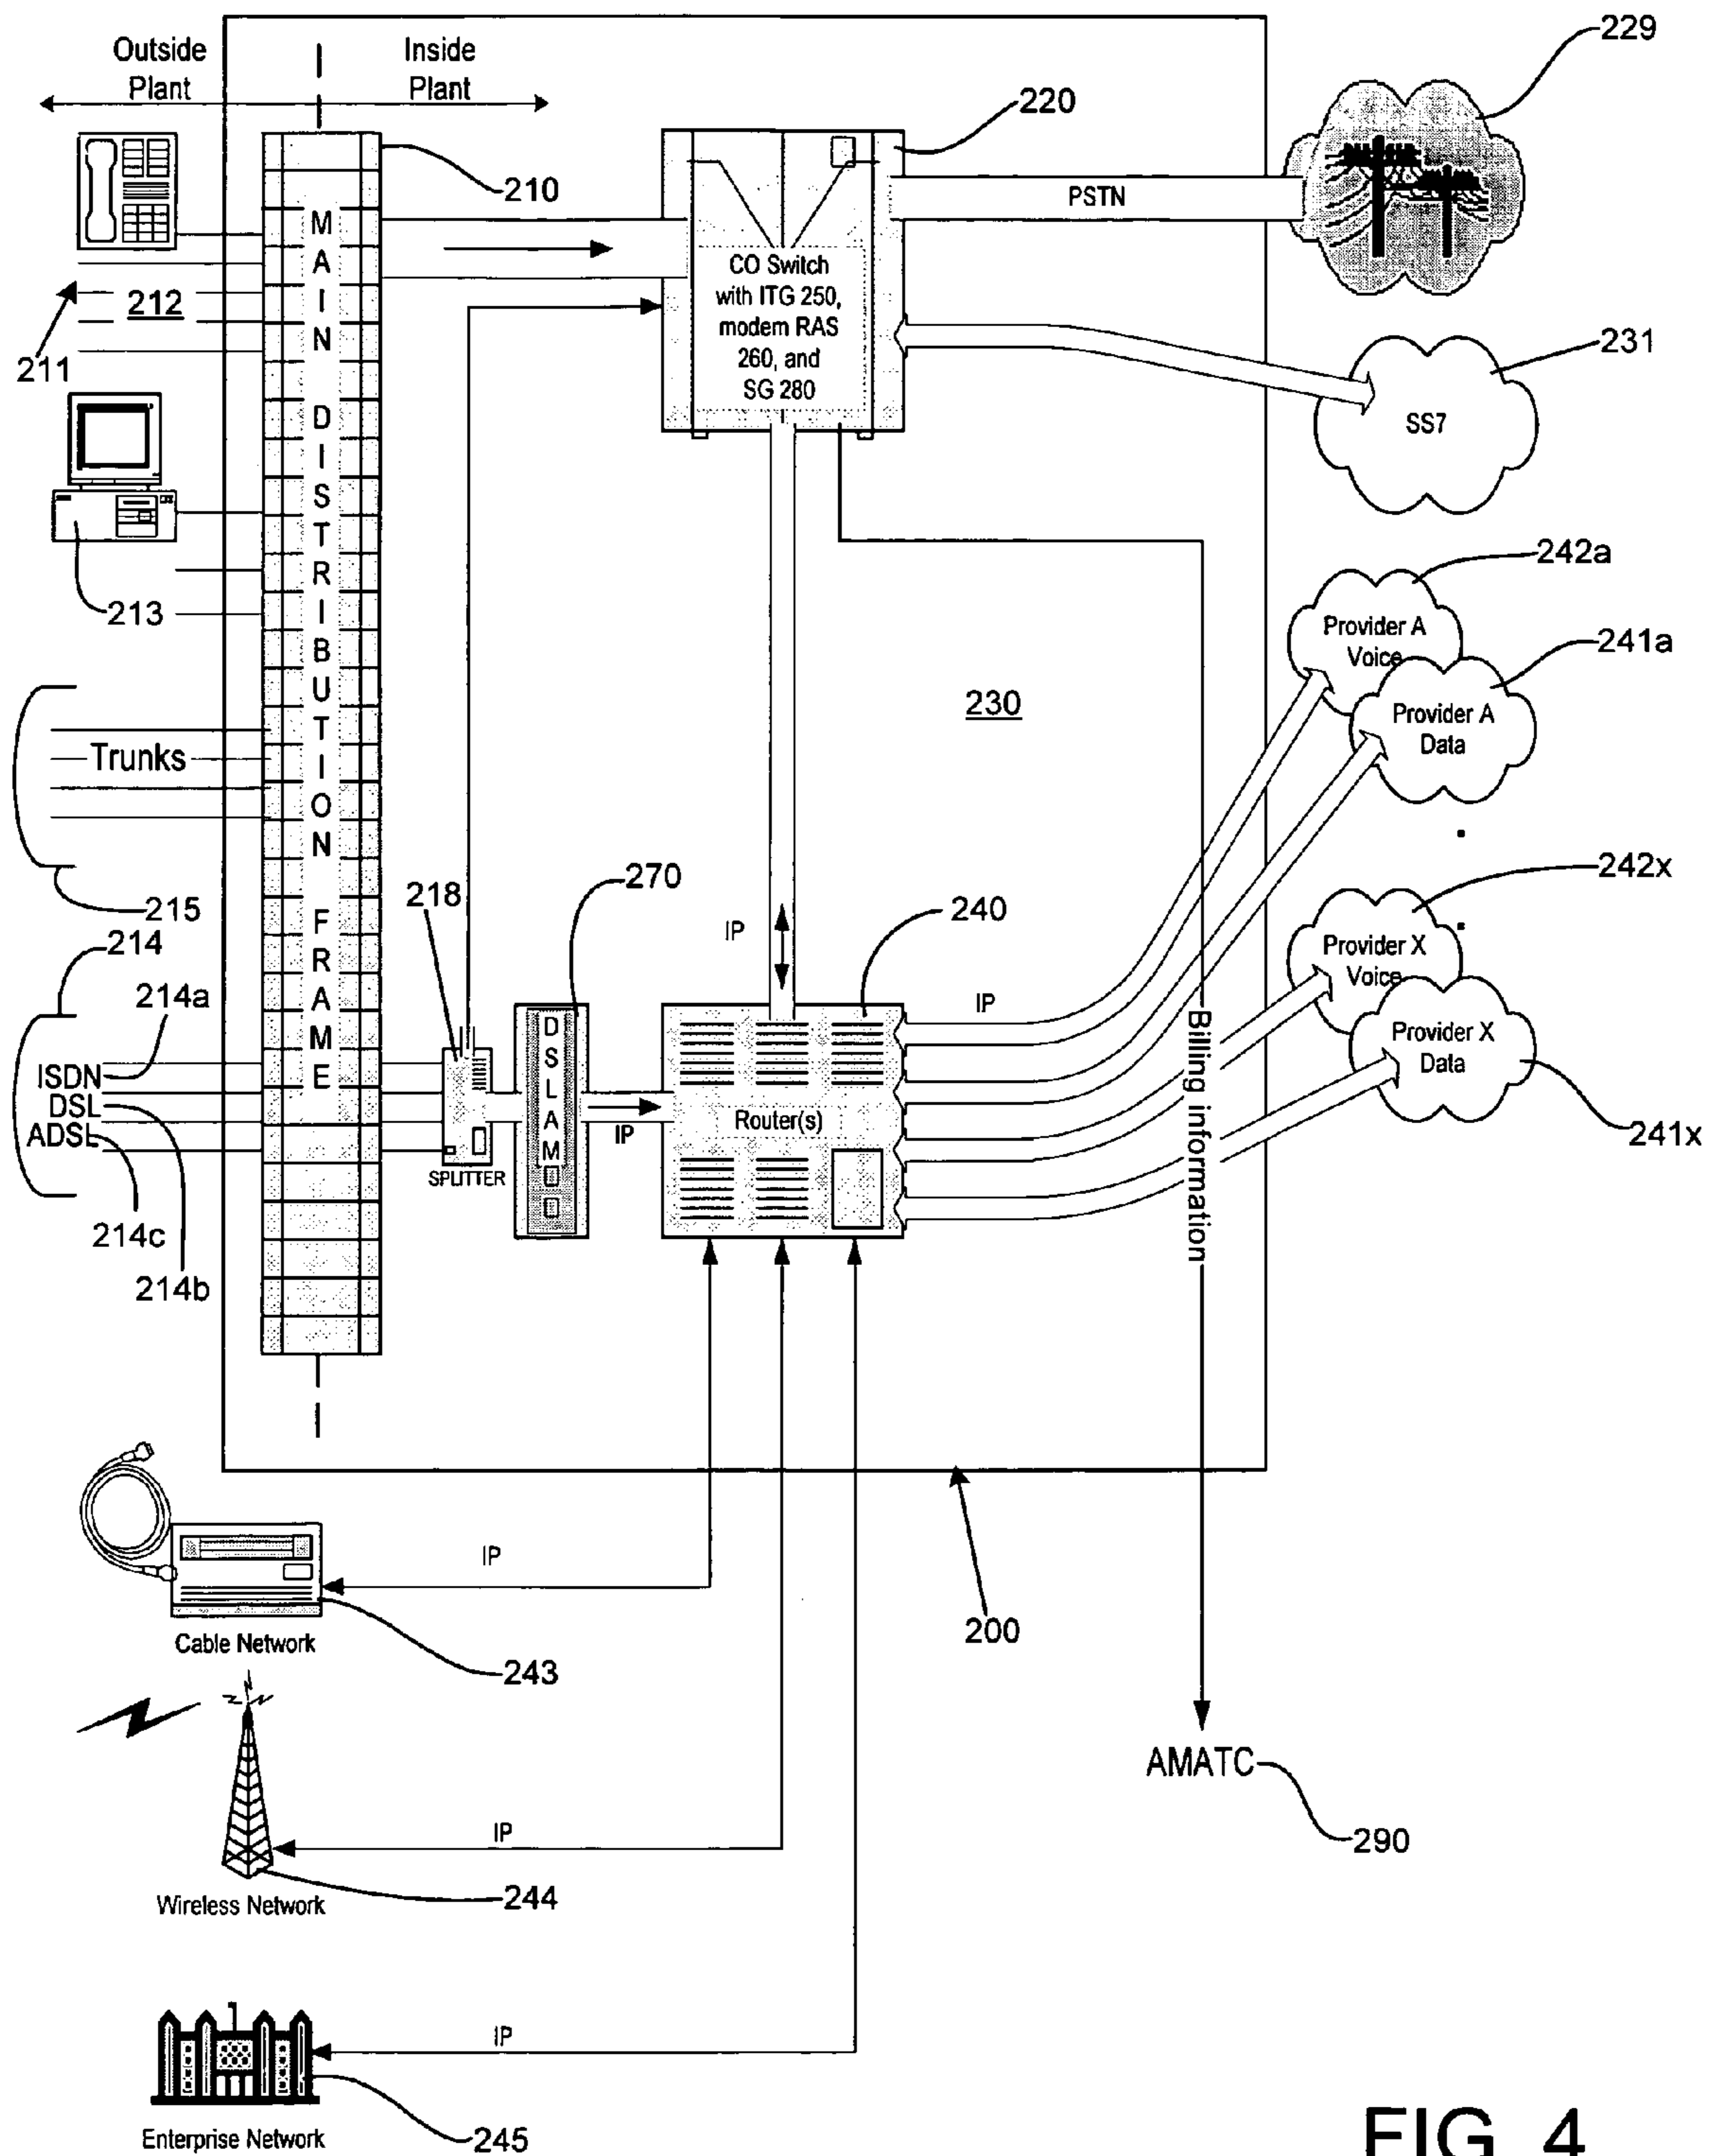 Outside
Plant
Inside
Plant
229
220
210
PSTN
MAIN DISTRIBUTION FRAME
CO Switch
with ITG 250,
modem RAS
260, and
SG 280
212
211
231
SS7
213
242a
Provider A
Voice
241a
Provider A
Data
230
Trunks
215
242x
Provider X
Voice
Provider X
Data
241x
218
270
240
214
214a
IP
IP
ISDN
DSL
ADSL
DSLAM
IP
Router(s)
SPLITTER
Billing information
214c
214b
IP
Cable Network
243
200
AMATC
290
IP
Wireless Network
244
IP
Enterprise Network
245
FIG. 4